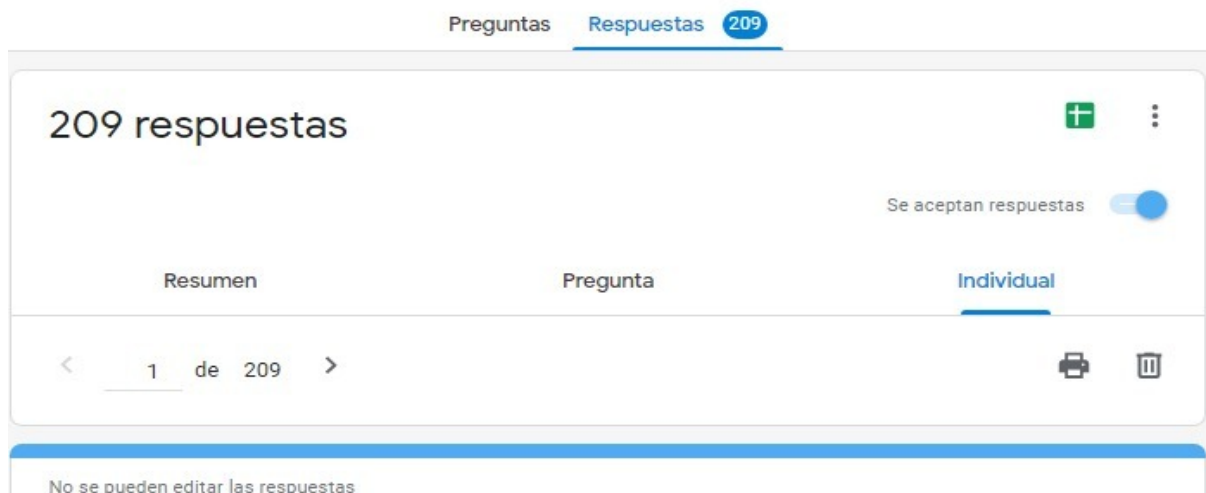 Preguntas Respuestas 209
209 respuestas
Se aceptan respuestas
Resumen Pregunta Individual
1 de 209
No se pueden editar las respuestas